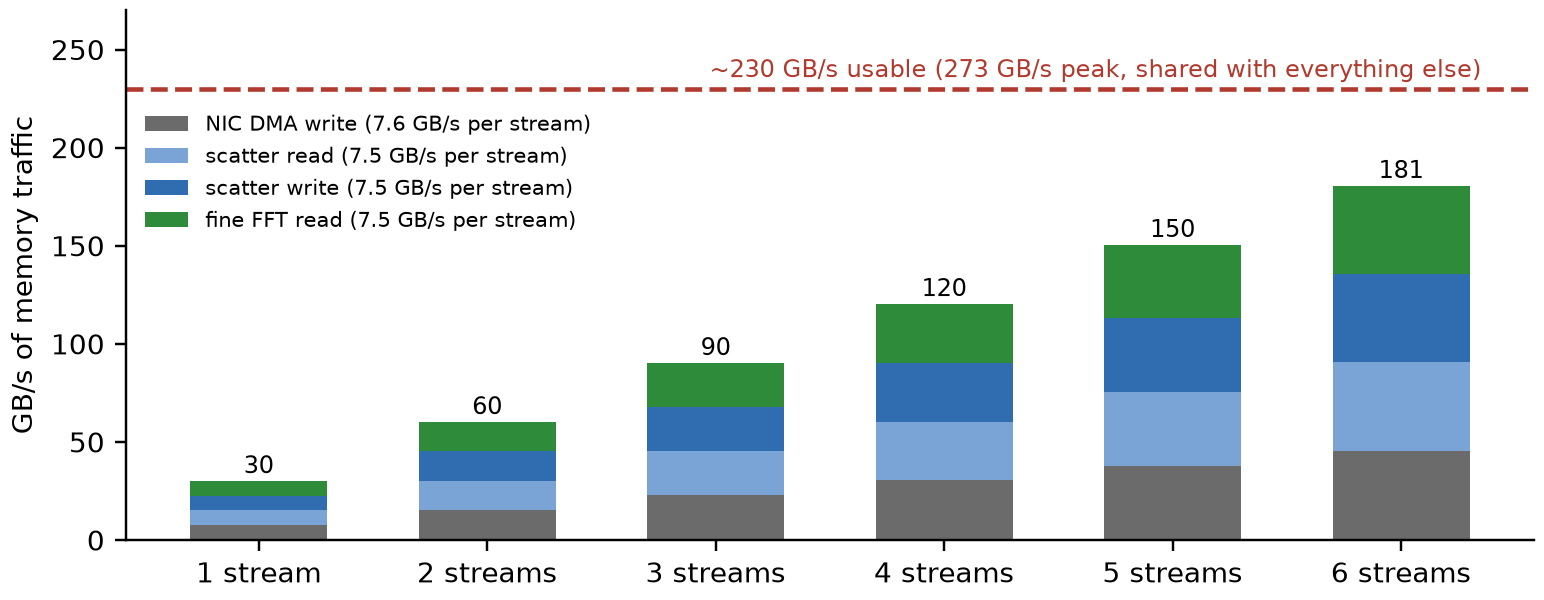 GB/s of memory traffic
250
200
150
100
50
0
~230 GB/s usable (273 GB/s peak, shared with everything else)
NIC DMA write (7.6 GB/s per stream)
scatter read (7.5 GB/s per stream)
scatter write (7.5 GB/s per stream)
fine FFT read (7.5 GB/s per stream)
30
60
90
120
150
181
1 stream
2 streams
3 streams
4 streams
5 streams
6 streams